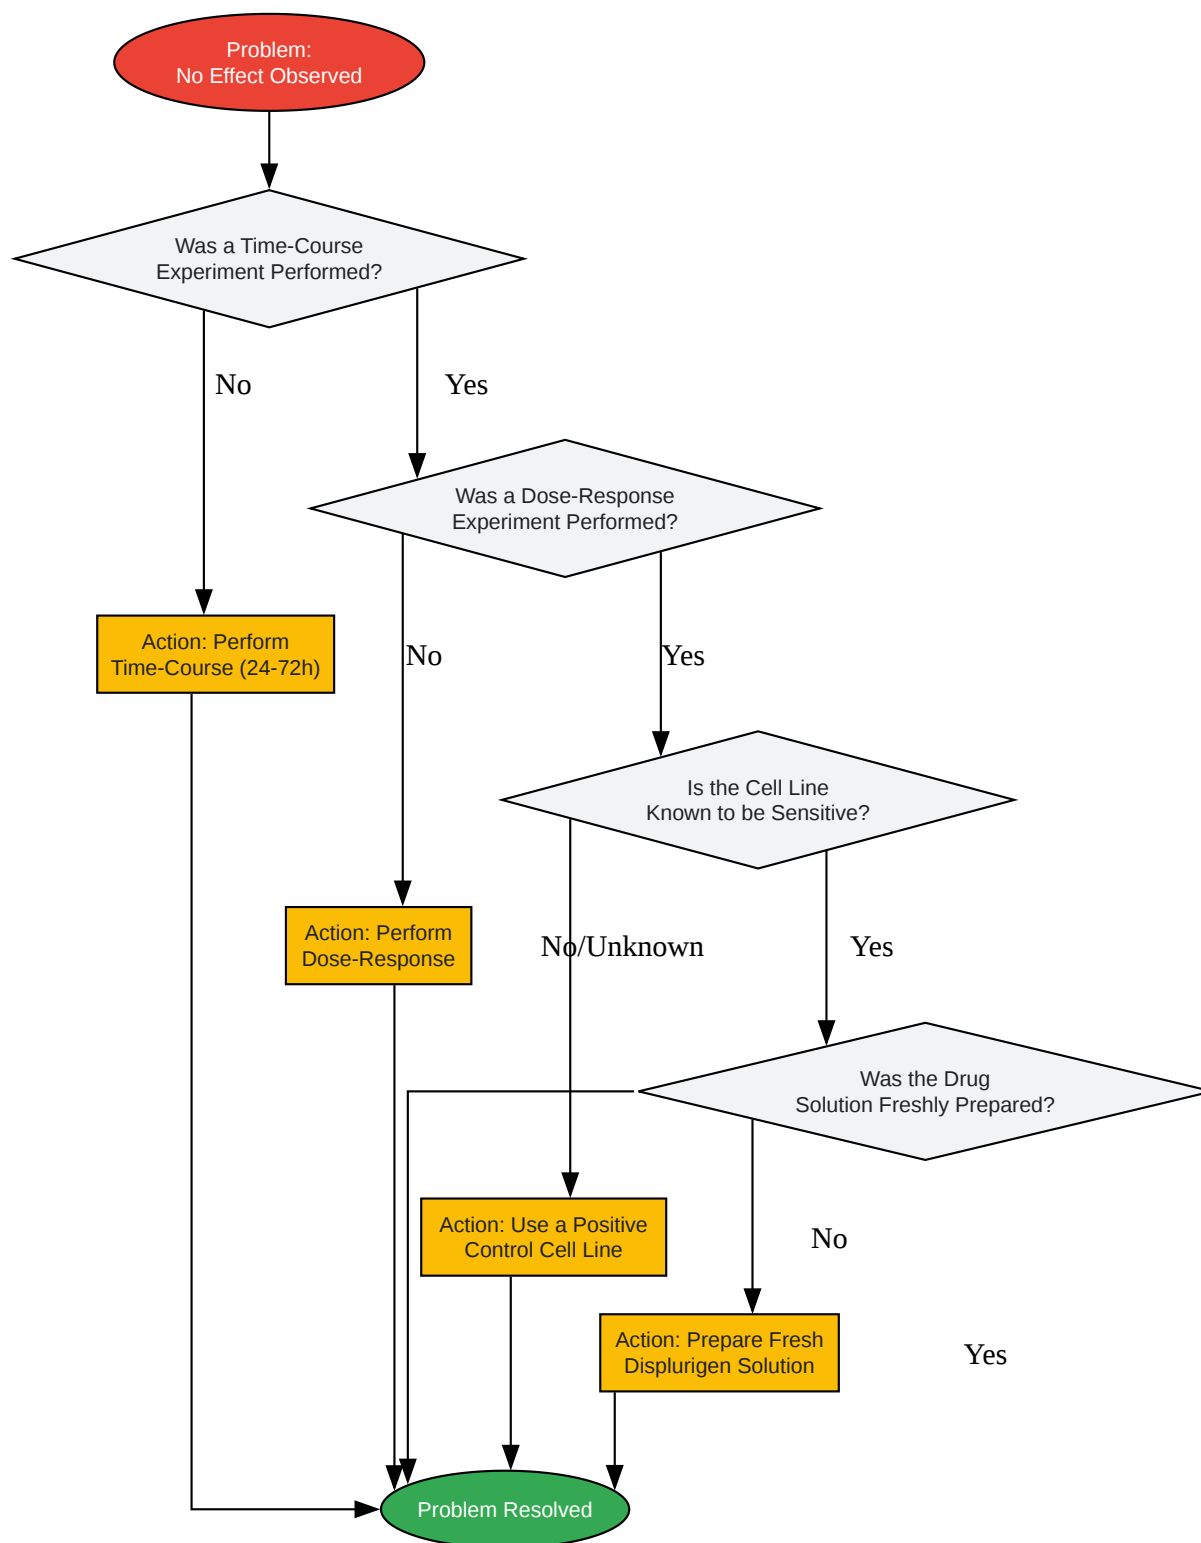 Problem:
No Effect Observed
Was a Time-Course
Experiment Performed?
No
Yes
Was a Dose-Response
Experiment Performed?
Action: Perform
Time-Course (24-72h)
No
Yes
Is the Cell Line
Known to be Sensitive?
Action: Perform
Dose-Response
No/Unknown
Yes
Was the Drug
Solution Freshly Prepared?
Action: Use a Positive
Control Cell Line
No
Action: Prepare Fresh
Displurigen Solution
Yes
Problem Resolved